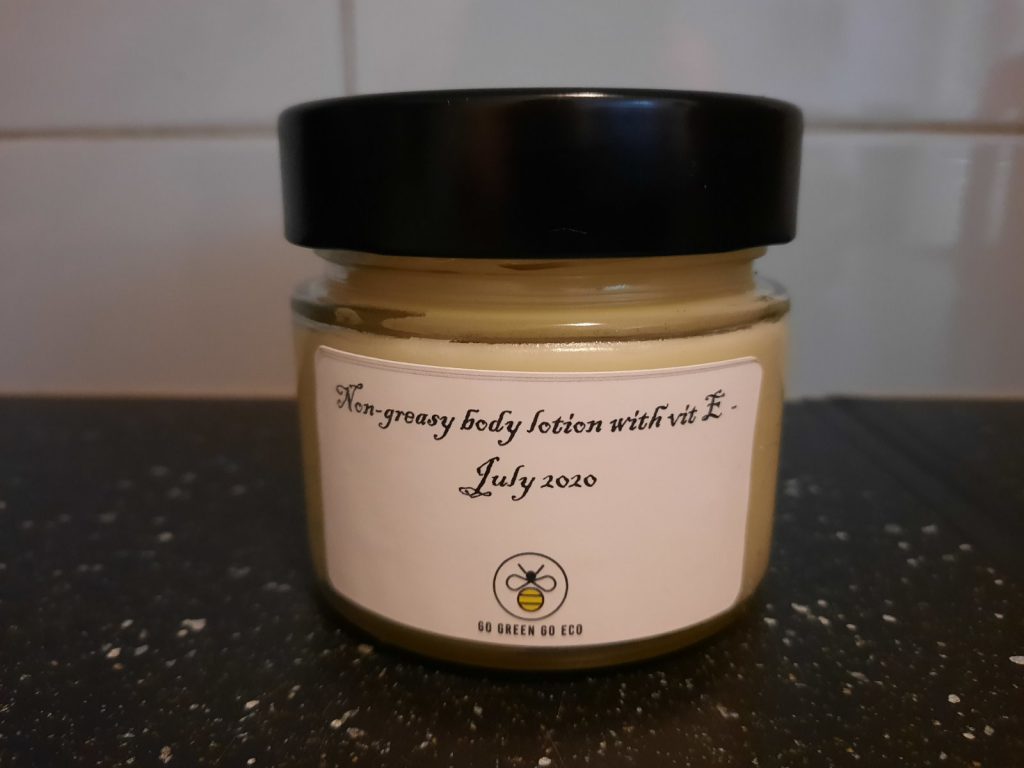 Non-greasy body lotion with vit E -
July 2020
GO GREEN GO ECO